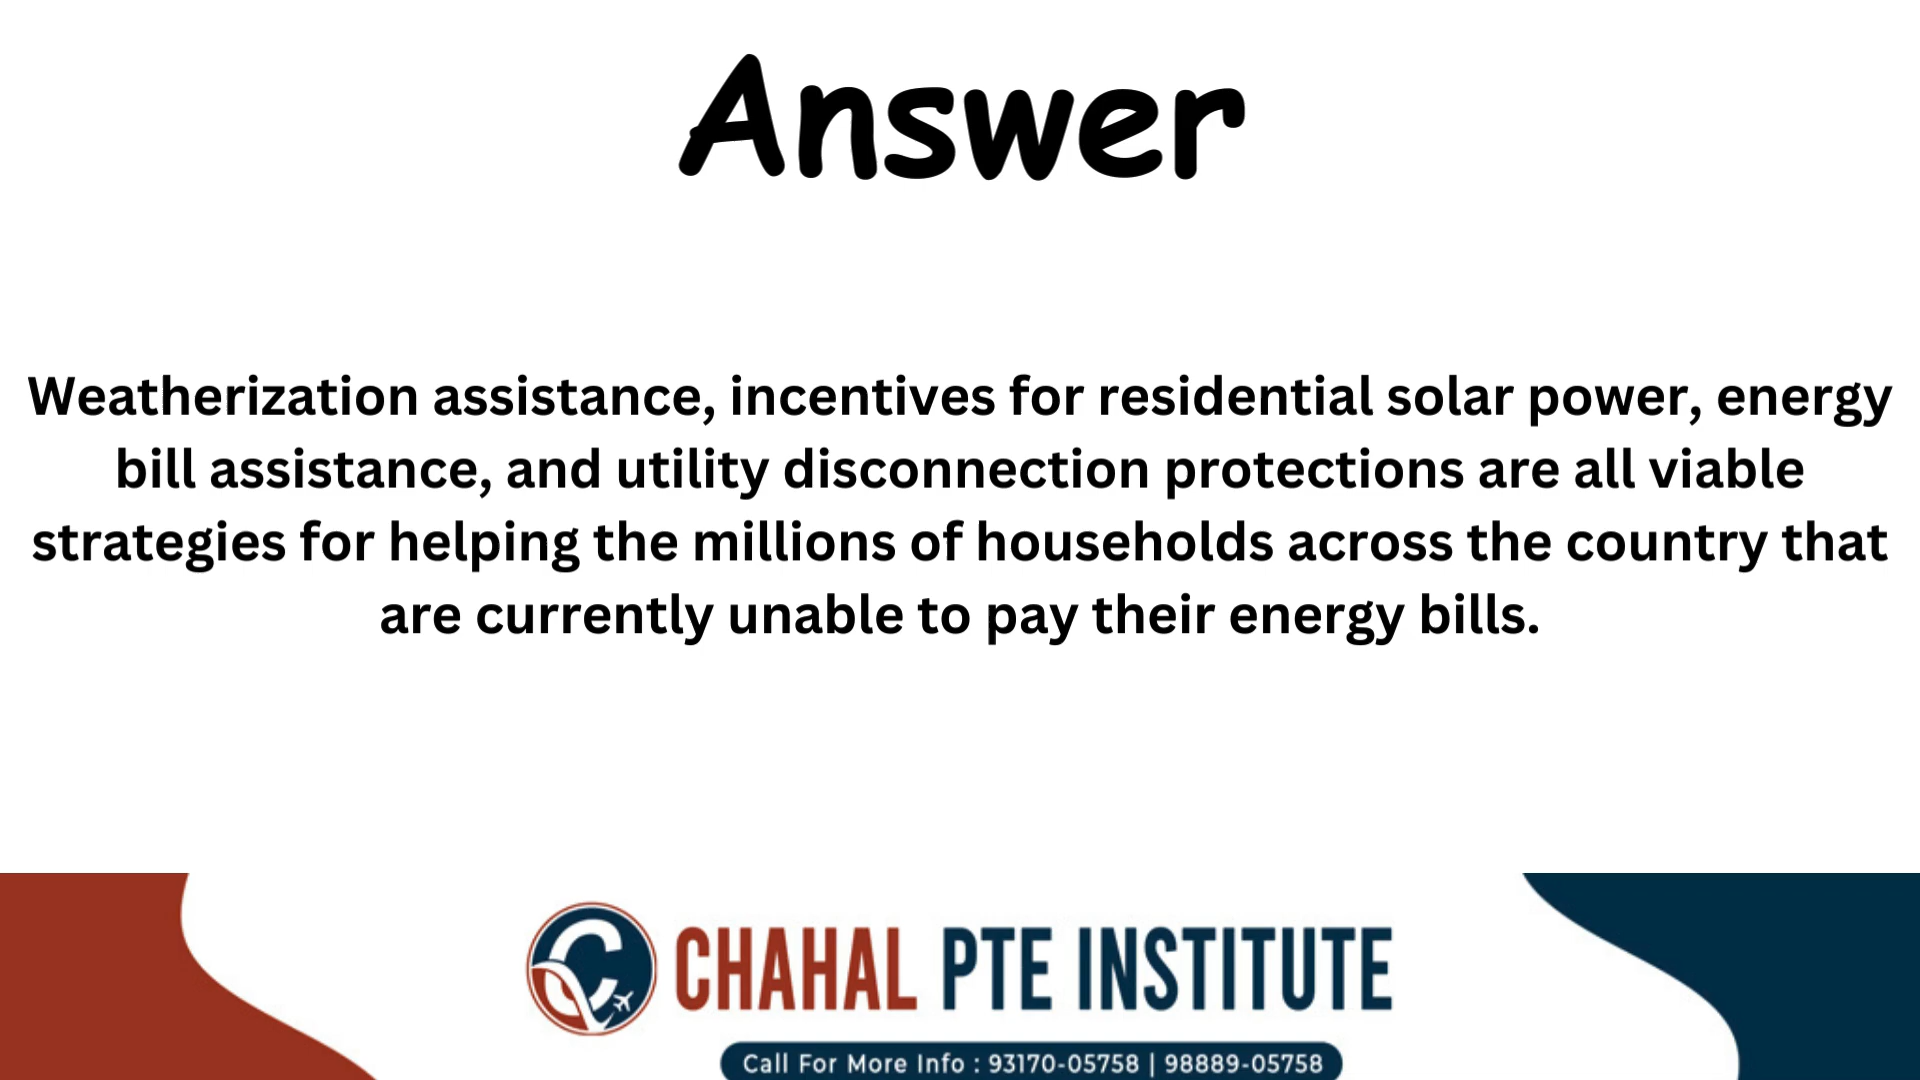 Answer
Weatherization assistance, incentives for residential solar power, energy
bill assistance, and utility disconnection protections are all viable
strategies for helping the millions of households across the country that
are currently unable to pay their energy bills.
CHAHAL PTE INSTITUTE
Call For More Info : 93170-05758 | 98889-05758